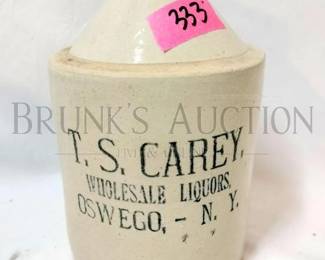 333
BRUNK'S AUCTION
T. S. CAREY,
WHOLESALE LIQUORS,
OSWEGO, - N. Y.